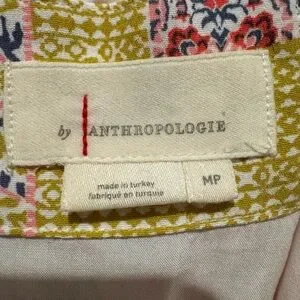 by ANTHROPOLOGIE
made in turkey
fabriqué en turquie
MP